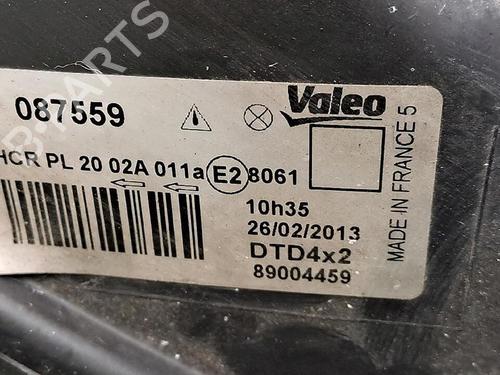 087559
Valeo
HCR PL 20 02A 011a E2 8061
10h35
26/02/2013
DTD4x2
89004459
MADE IN FRANCE 5